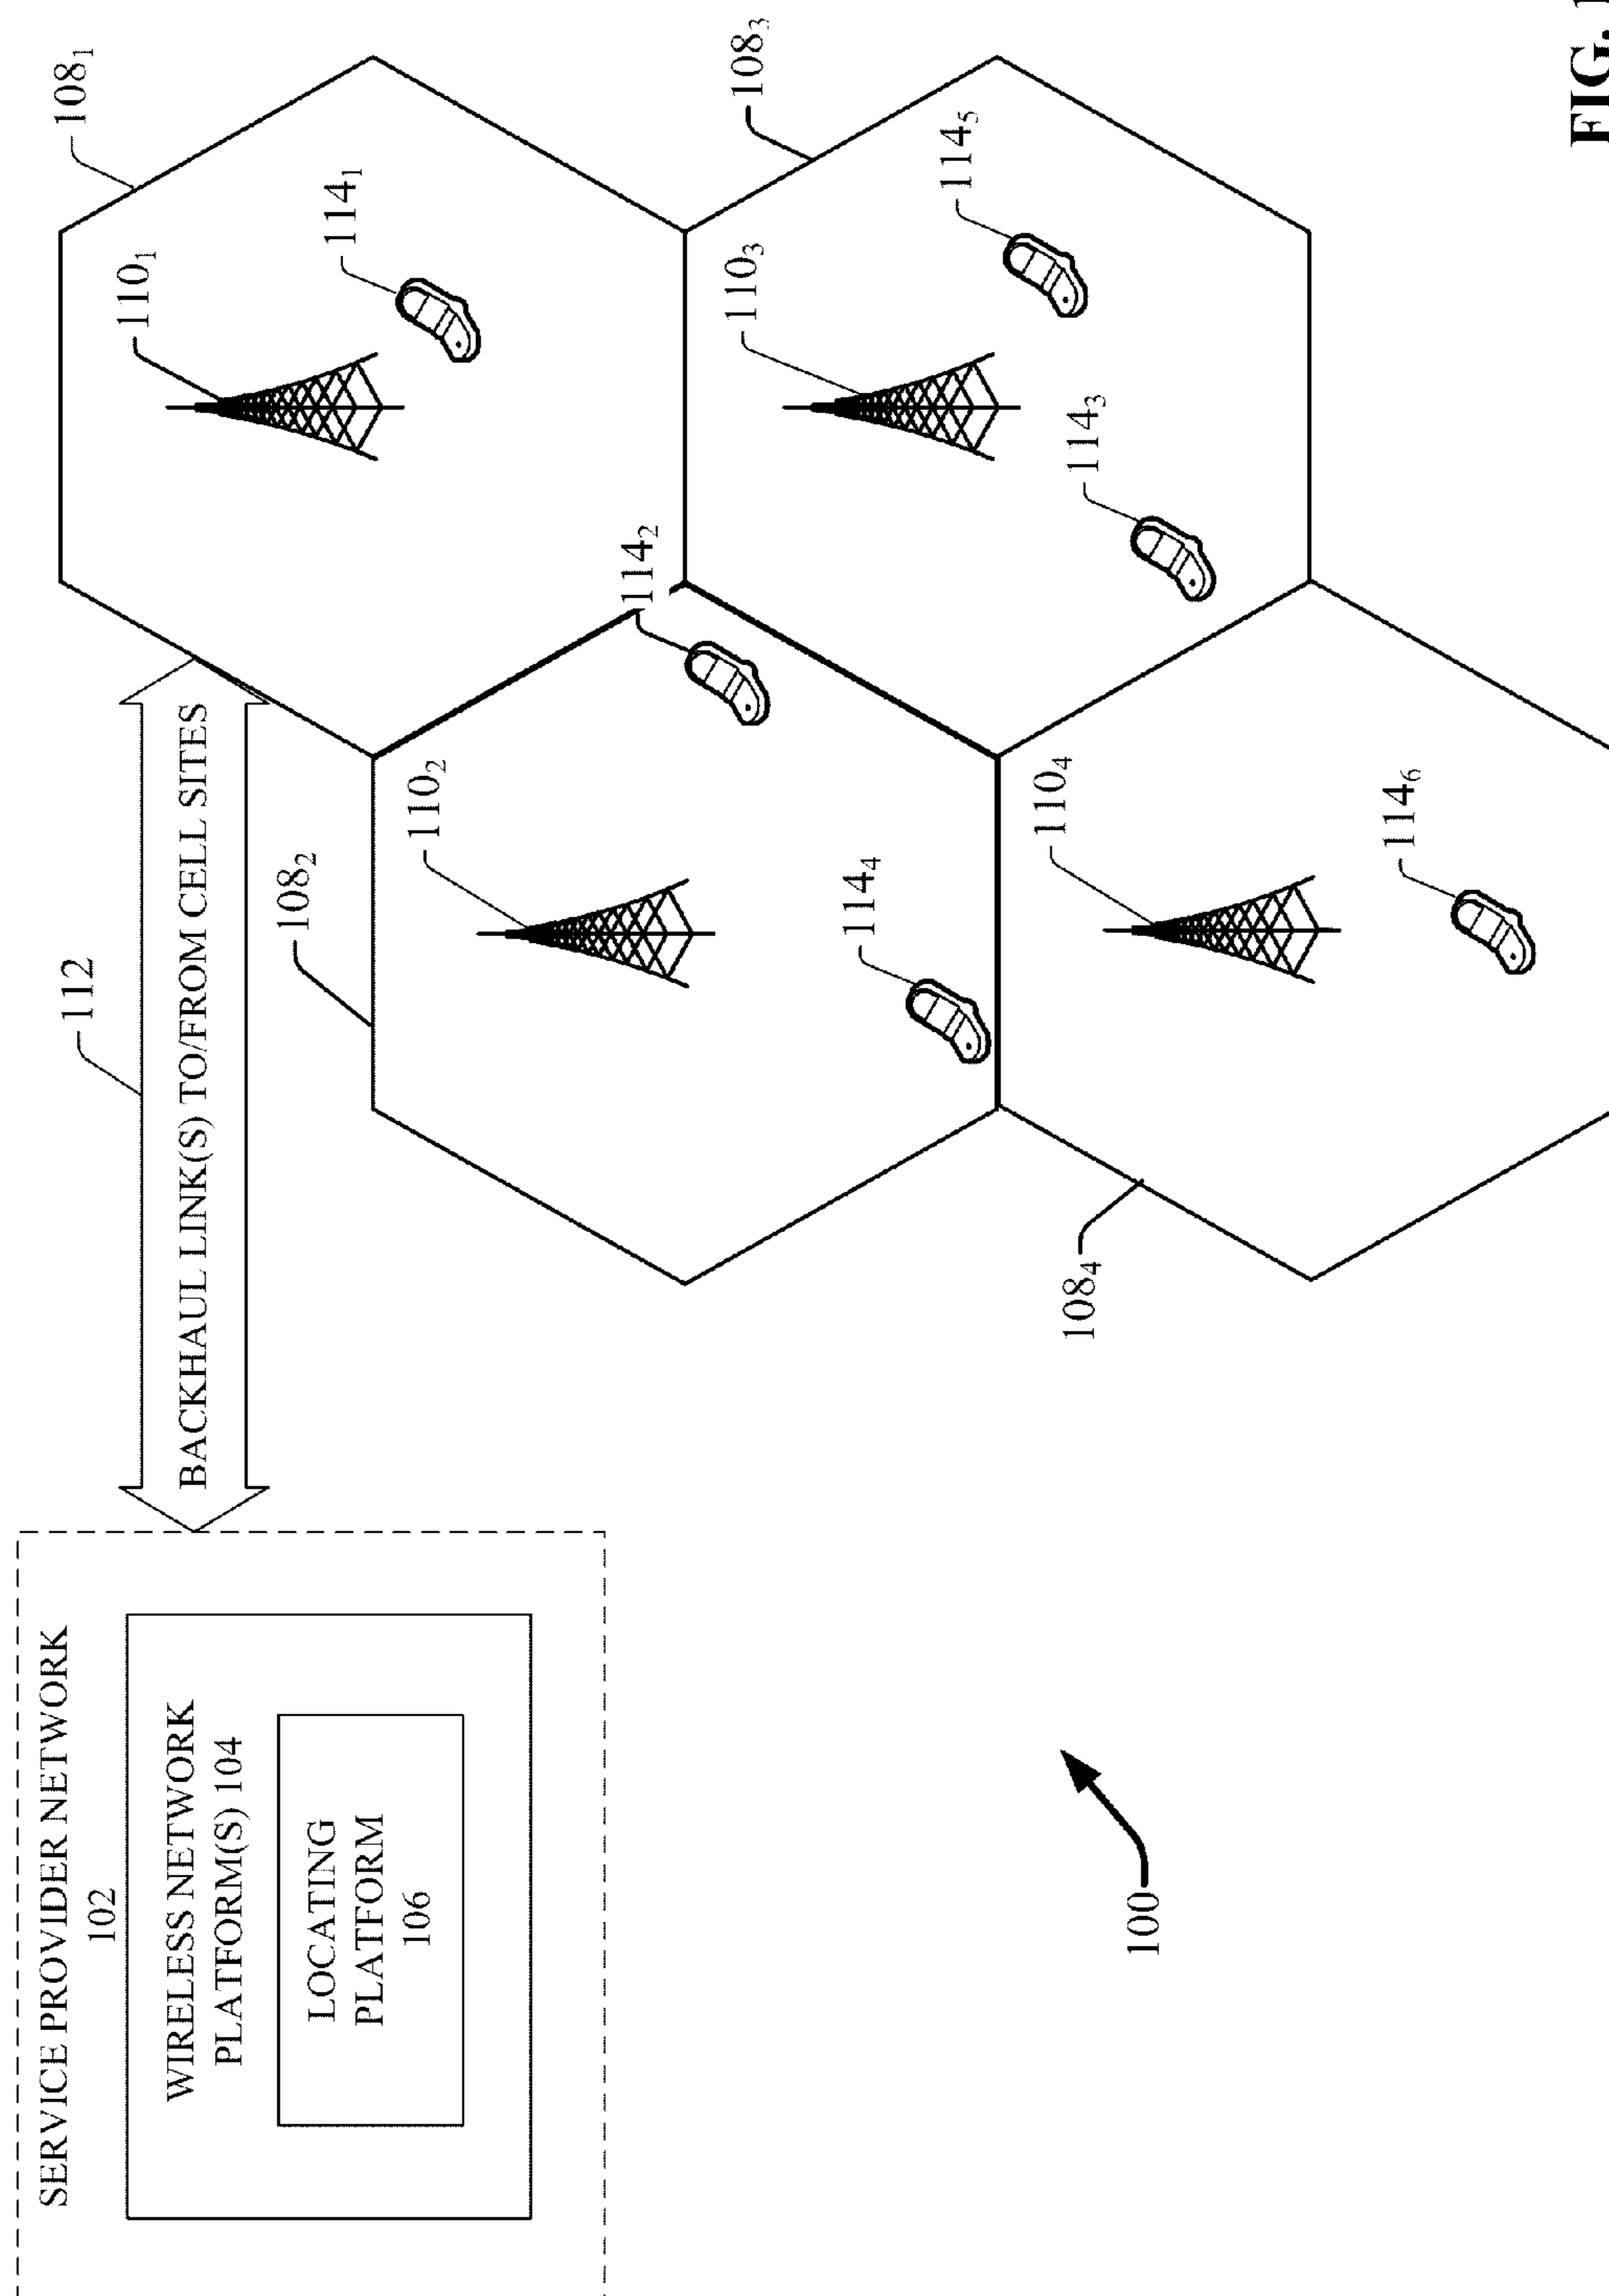 SERVICE PROVIDER NETWORK
102
WIRELESS NETWORK
PLATFORM(S) 104
LOCATING
PLATFORM
106
112
BACKHAUL LINK(S) TO/FROM CELL SITES
108₁
110₁
114₁
108₂
110₂
114₂
114₄
108₃
110₃
114₅
114₃
108₄
110₄
114₆
100
FIG. 1